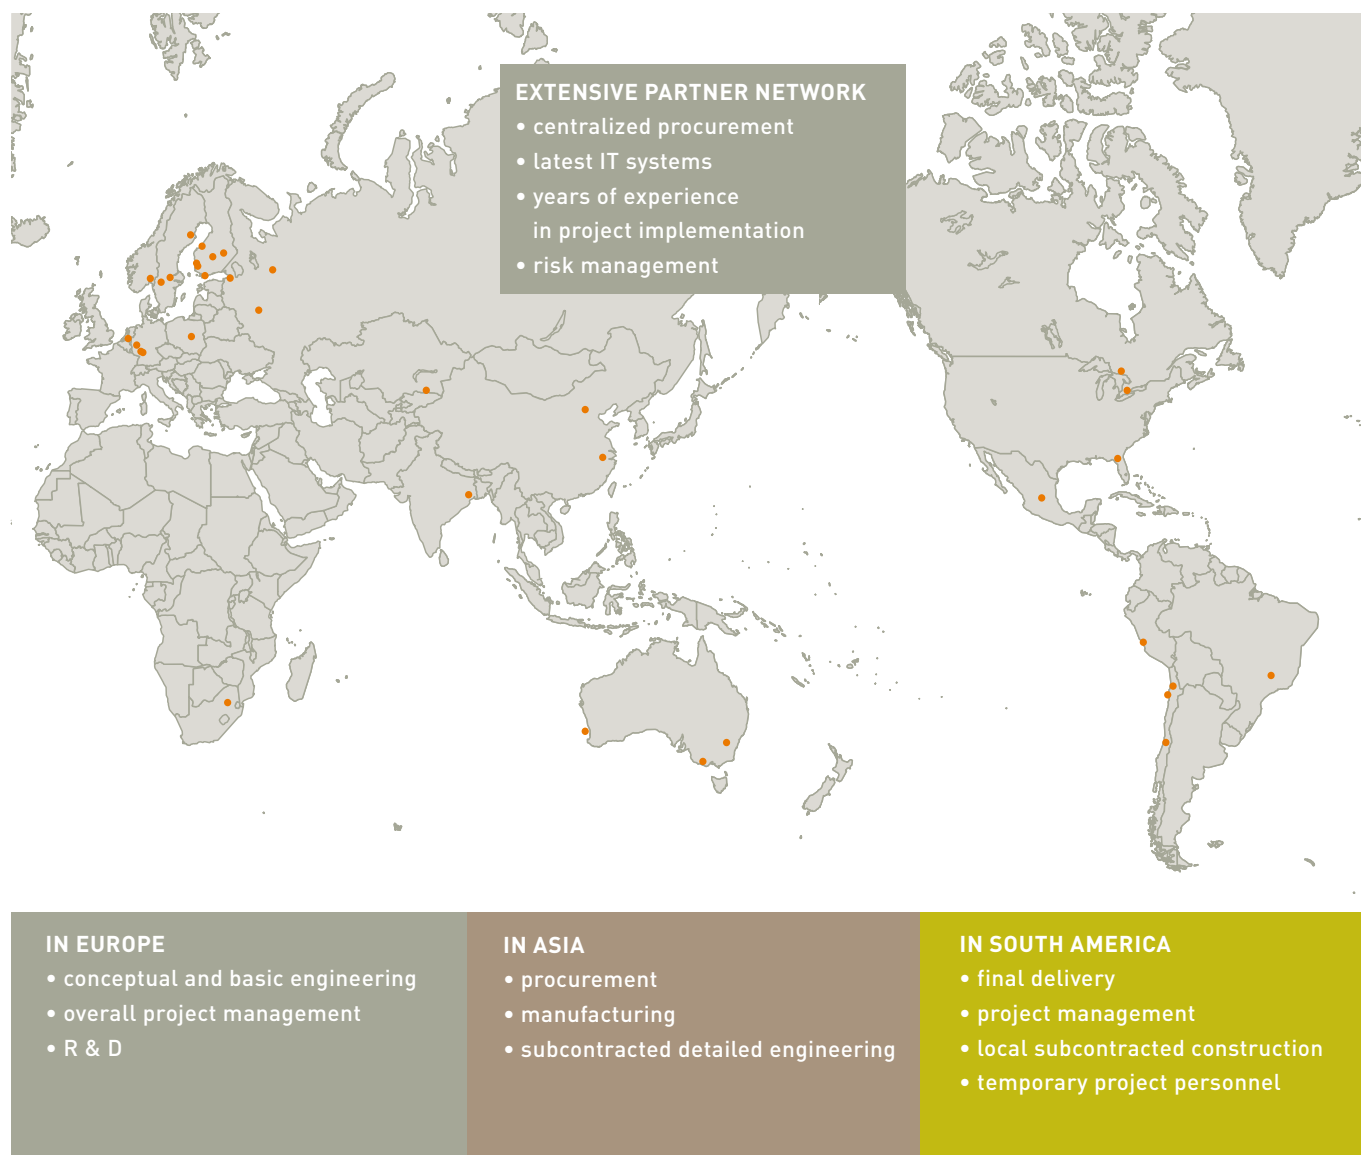 EXTENSIVE PARTNER NETWORK
• centralized procurement
• latest IT systems
• years of experience
in project implementation
• risk management
IN EUROPE
• conceptual and basic engineering
• overall project management
• R & D
IN ASIA
• procurement
• manufacturing
• subcontracted detailed engineering
IN SOUTH AMERICA
• final delivery
• project management
• local subcontracted construction
• temporary project personnel